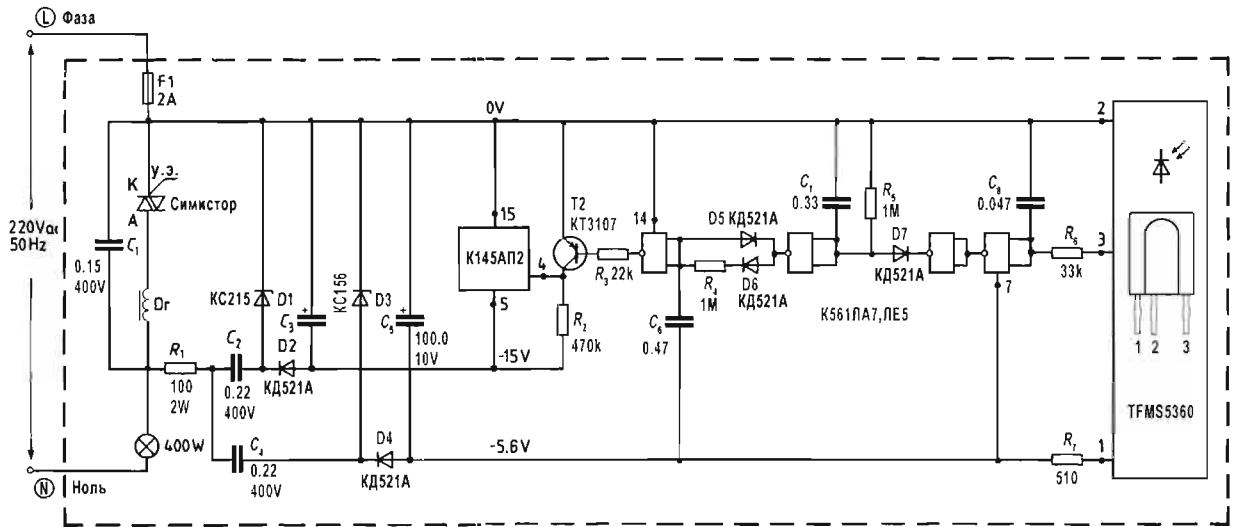 L Фаза
F1
2A
0V
У.Э.
К
А
Симистор
220Vac
50Hz
C1
0.15
400V
Dr
R1
100
2W
C2
0.22
400V
КС215
D1
D2
КД521А
C3
+
КС156
D3
C5
+
100.0
10V
-15V
15
К145АП2
4
5
T2
КТ3107
R2
470k
R3 22k
14
D5 КД521А
R4
1M
D6
КД521А
C6
0.47
C7
0.33
R5
1M
D7
КД521А
К561ЛА7,ЛЕ5
C8
0.047
7
R6
33k
2
3
1
1 2 3
TFMS5360
400W
C4
0.22
400V
D4
КД521А
-5.6V
R7
510
N Ноль